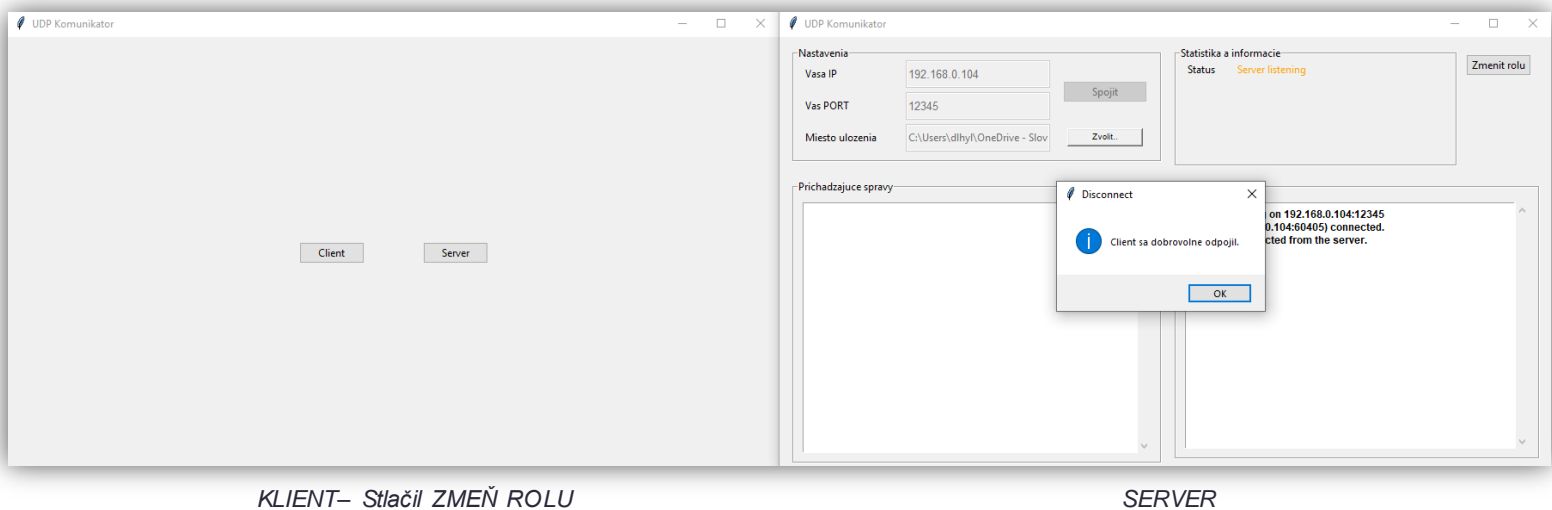 UDP Komunikator
Client
Server
UDP Komunikator
Nastavenia
Vasa IP
192.168.0.104
Vas PORT
12345
Miesto ulozenia
C:\Users\dlhyl\OneDrive - Slov
Spojit
Zvolit..
Statistika a informacie
Status
Server listening
Zmenit rolu
Prichadzajuce spravy
on 192.168.0.104:12345
0.104:60405) connected.
cted from the server.
Disconnect
Client sa dobrovolne odpojil.
OK
KLIENT– Stlačil ZMEŇ ROLU
SERVER